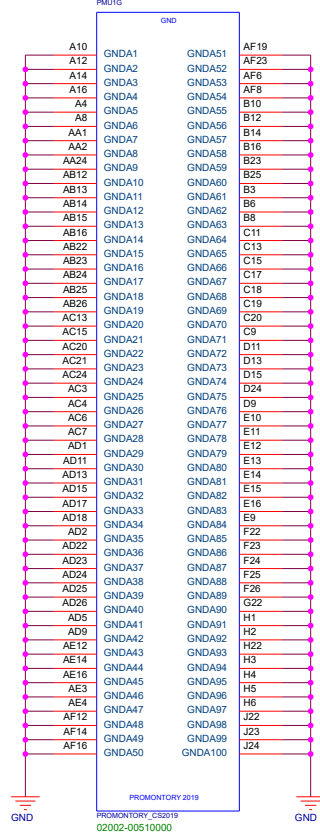 PMU1G
GND
A10 GNDA1 GNDA51 AF19
A12 GNDA2 GNDA52 AF23
A14 GNDA3 GNDA53 AF6
A16 GNDA4 GNDA54 AF8
A4 GNDA5 GNDA55 B10
A8 GNDA6 GNDA56 B12
AA1 GNDA7 GNDA57 B14
AA2 GNDA8 GNDA58 B16
AA24 GNDA9 GNDA59 B23
AB12 GNDA10 GNDA60 B25
AB13 GNDA11 GNDA61 B3
AB14 GNDA12 GNDA62 B6
AB15 GNDA13 GNDA63 B8
AB16 GNDA14 GNDA64 C11
AB22 GNDA15 GNDA65 C13
AB23 GNDA16 GNDA66 C15
AB24 GNDA17 GNDA67 C17
AB25 GNDA18 GNDA68 C18
AB26 GNDA19 GNDA69 C19
AC13 GNDA20 GNDA70 C20
AC15 GNDA21 GNDA71 C9
AC20 GNDA22 GNDA72 D11
AC21 GNDA23 GNDA73 D13
AC24 GNDA24 GNDA74 D15
AC3 GNDA25 GNDA75 D24
AC4 GNDA26 GNDA76 D9
AC6 GNDA27 GNDA77 E10
AC7 GNDA28 GNDA78 E11
AD1 GNDA29 GNDA79 E12
AD11 GNDA30 GNDA80 E13
AD13 GNDA31 GNDA81 E14
AD15 GNDA32 GNDA82 E15
AD17 GNDA33 GNDA83 E16
AD18 GNDA34 GNDA84 E9
AD2 GNDA35 GNDA85 F22
AD22 GNDA36 GNDA86 F23
AD23 GNDA37 GNDA87 F24
AD24 GNDA38 GNDA88 F25
AD25 GNDA39 GNDA89 F26
AD26 GNDA40 GNDA90 G22
AD5 GNDA41 GNDA91 H1
AD9 GNDA42 GNDA92 H2
AE12 GNDA43 GNDA93 H22
AE14 GNDA44 GNDA94 H3
AE16 GNDA45 GNDA95 H4
AE3 GNDA46 GNDA96 H5
AE4 GNDA47 GNDA97 H6
AF12 GNDA48 GNDA98 J22
AF14 GNDA49 GNDA99 J23
AF16 GNDA50 GNDA100 J24
PROMONTORY 2019
GND GND
PROMONTORY_CS2019
02002-00510000